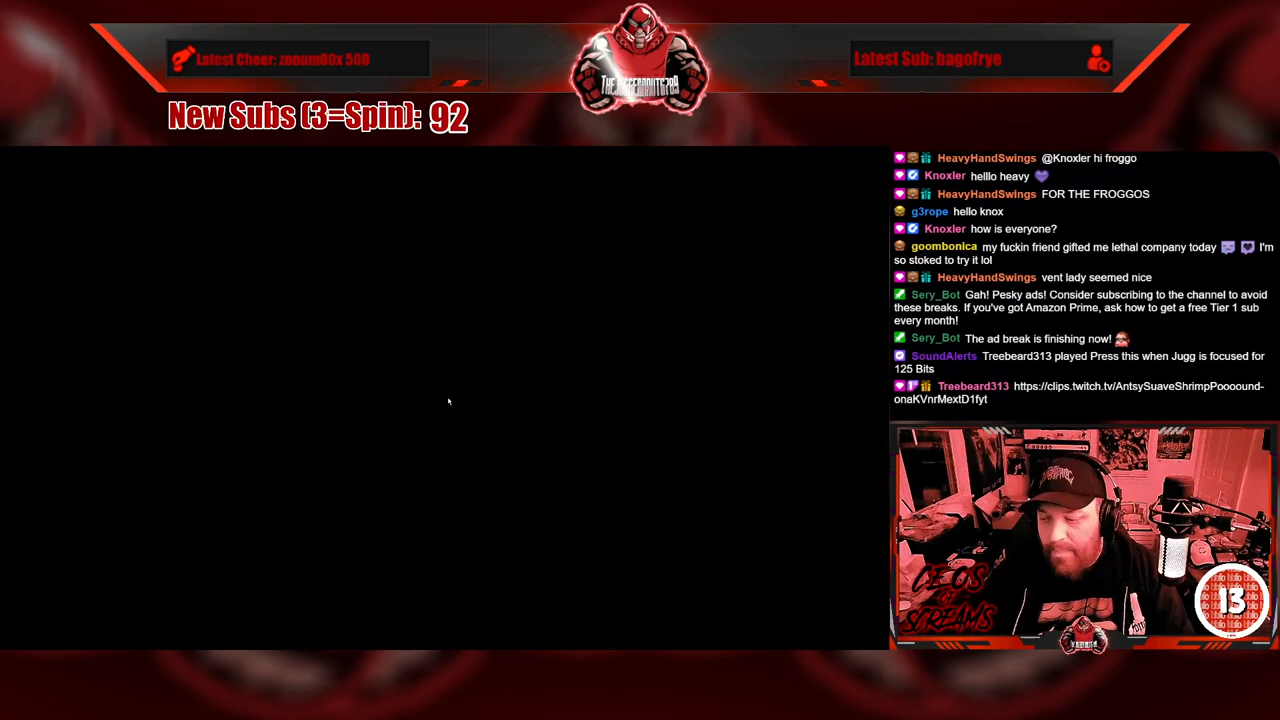 Latest Cheer: zonum00x 500
THEJUGGERNAUT6789
Latest Sub: hagofrye
New Subs (3=Spin): 92
HeavyHandSwings @Knoxler hi froggo
Knoxler helllo heavy
HeavyHandSwings FOR THE FROGGOS
g3rope hello knox
Knoxler how is everyone?
goombonica my fuckin friend gifted me lethal company today I'm
so stoked to try it lol
HeavyHandSwings vent lady seemed nice
Sery_Bot Gah! Pesky ads! Consider subscribing to the channel to avoid
these breaks. If you've got Amazon Prime, ask how to get a free Tier 1 sub
every month!
Sery_Bot The ad break is finishing now!
SoundAlerts Treebeard313 played Press this when Jugg is focused for
125 Bits
Treebeard313 https://clips.twitch.tv/AntsySuaveShrimpPoooound-
onaKVnrMextD1fyt
CEOS
OF
SCREAMS
13